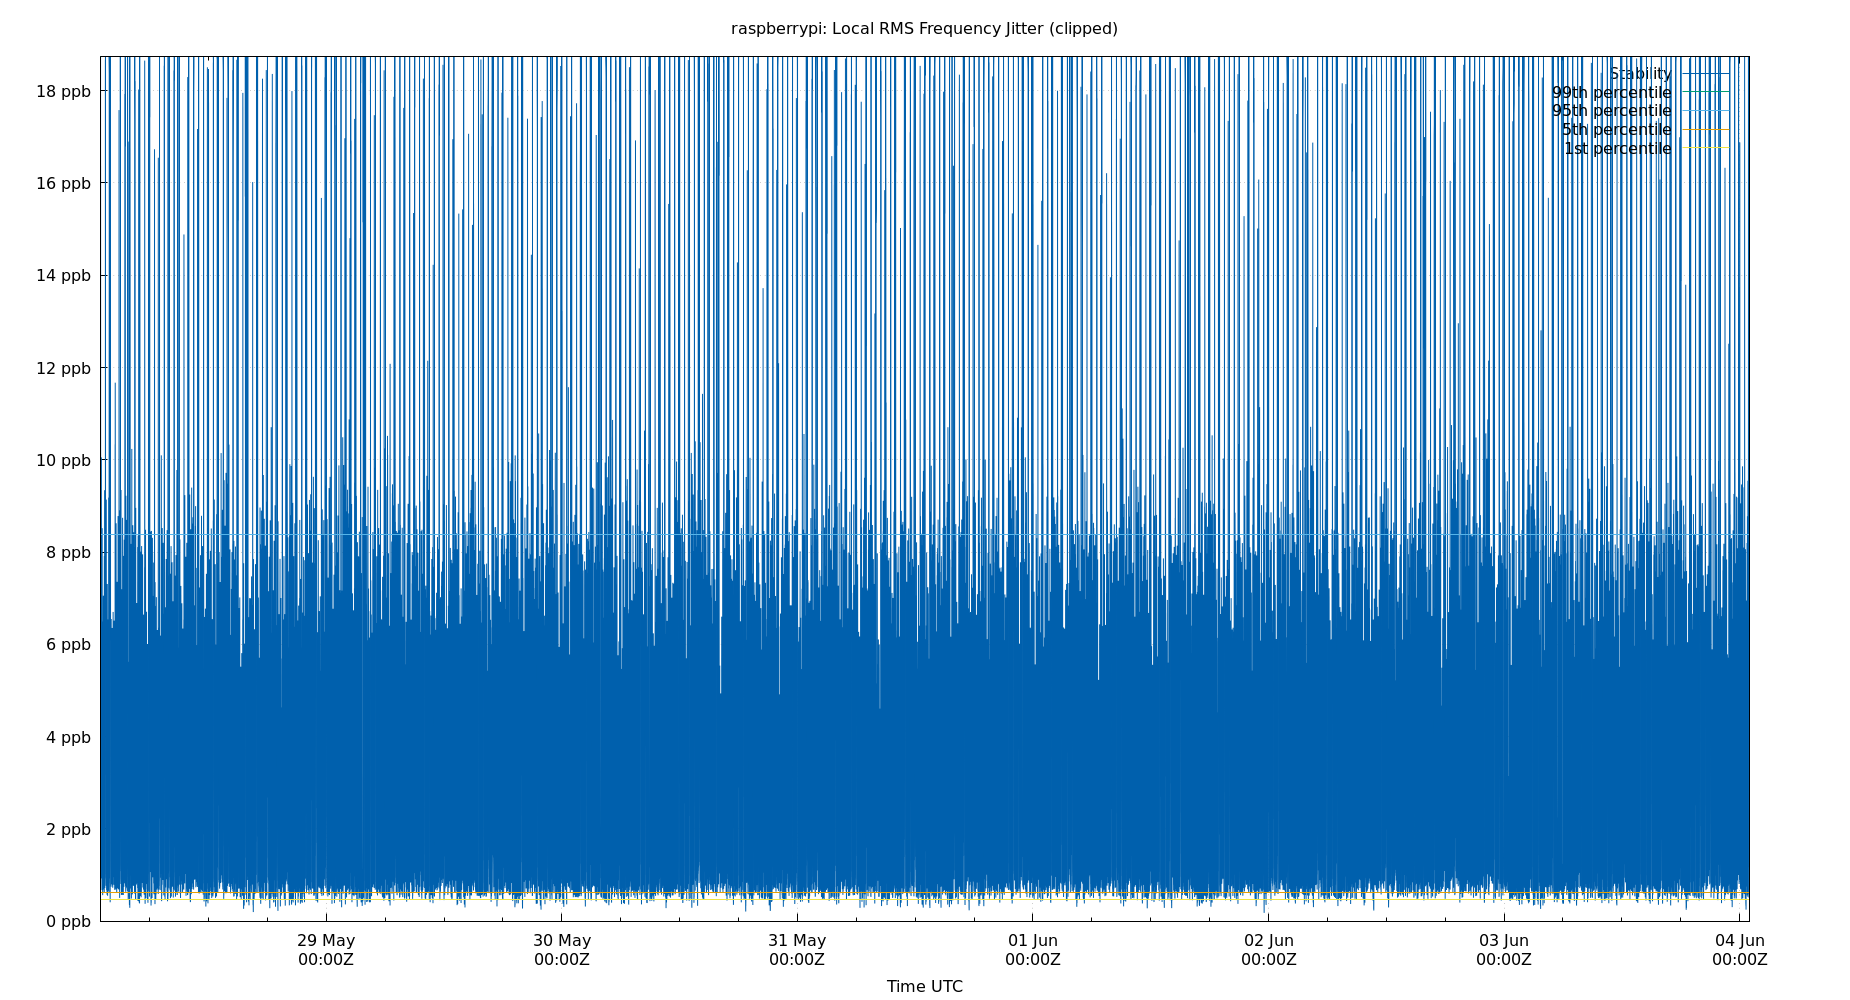 raspberrypi: Local RMS Frequency Jitter (clipped)
Stability
99th percentile
95th percentile
5th percentile
1st percentile
18 ppb
16 ppb
14 ppb
12 ppb
10 ppb
8 ppb
6 ppb
4 ppb
2 ppb
0 ppb
29 May
00:00Z
30 May
00:00Z
31 May
00:00Z
01 Jun
00:00Z
02 Jun
00:00Z
03 Jun
00:00Z
04 Jun
00:00Z
Time UTC